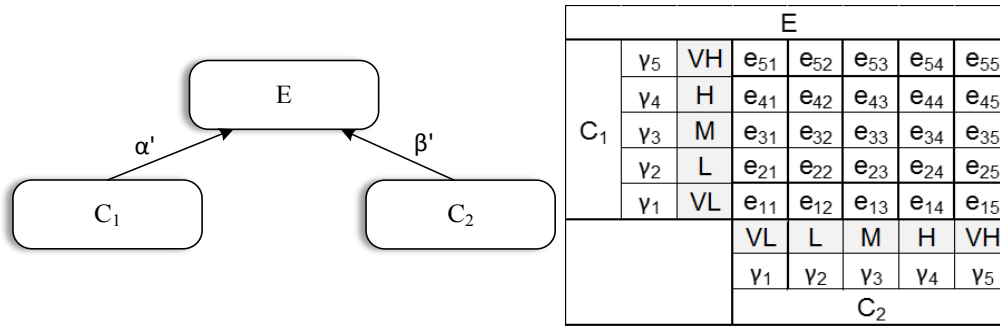 E
α'
β'
C₁
C₂
E
γ₅ VH e₅₁ e₅₂ e₅₃ e₅₄ e₅₅
γ₄ H e₄₁ e₄₂ e₄₃ e₄₄ e₄₅
C₁ γ₃ M e₃₁ e₃₂ e₃₃ e₃₄ e₃₅
γ₂ L e₂₁ e₂₂ e₂₃ e₂₄ e₂₅
γ₁ VL e₁₁ e₁₂ e₁₃ e₁₄ e₁₅
VL L M H VH
γ₁ γ₂ γ₃ γ₄ γ₅
C₂